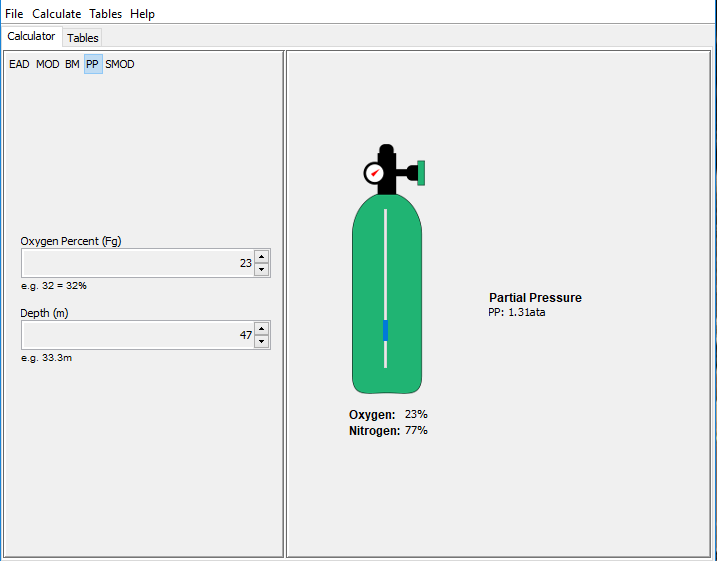 File Calculate Tables Help
Calculator Tables
EAD MOD BM PP SMOD
Oxygen Percent (Fg)
23
e.g. 32 = 32%
Depth (m)
47
e.g. 33.3m
Partial Pressure
PP: 1.31ata
Oxygen: 23%
Nitrogen: 77%